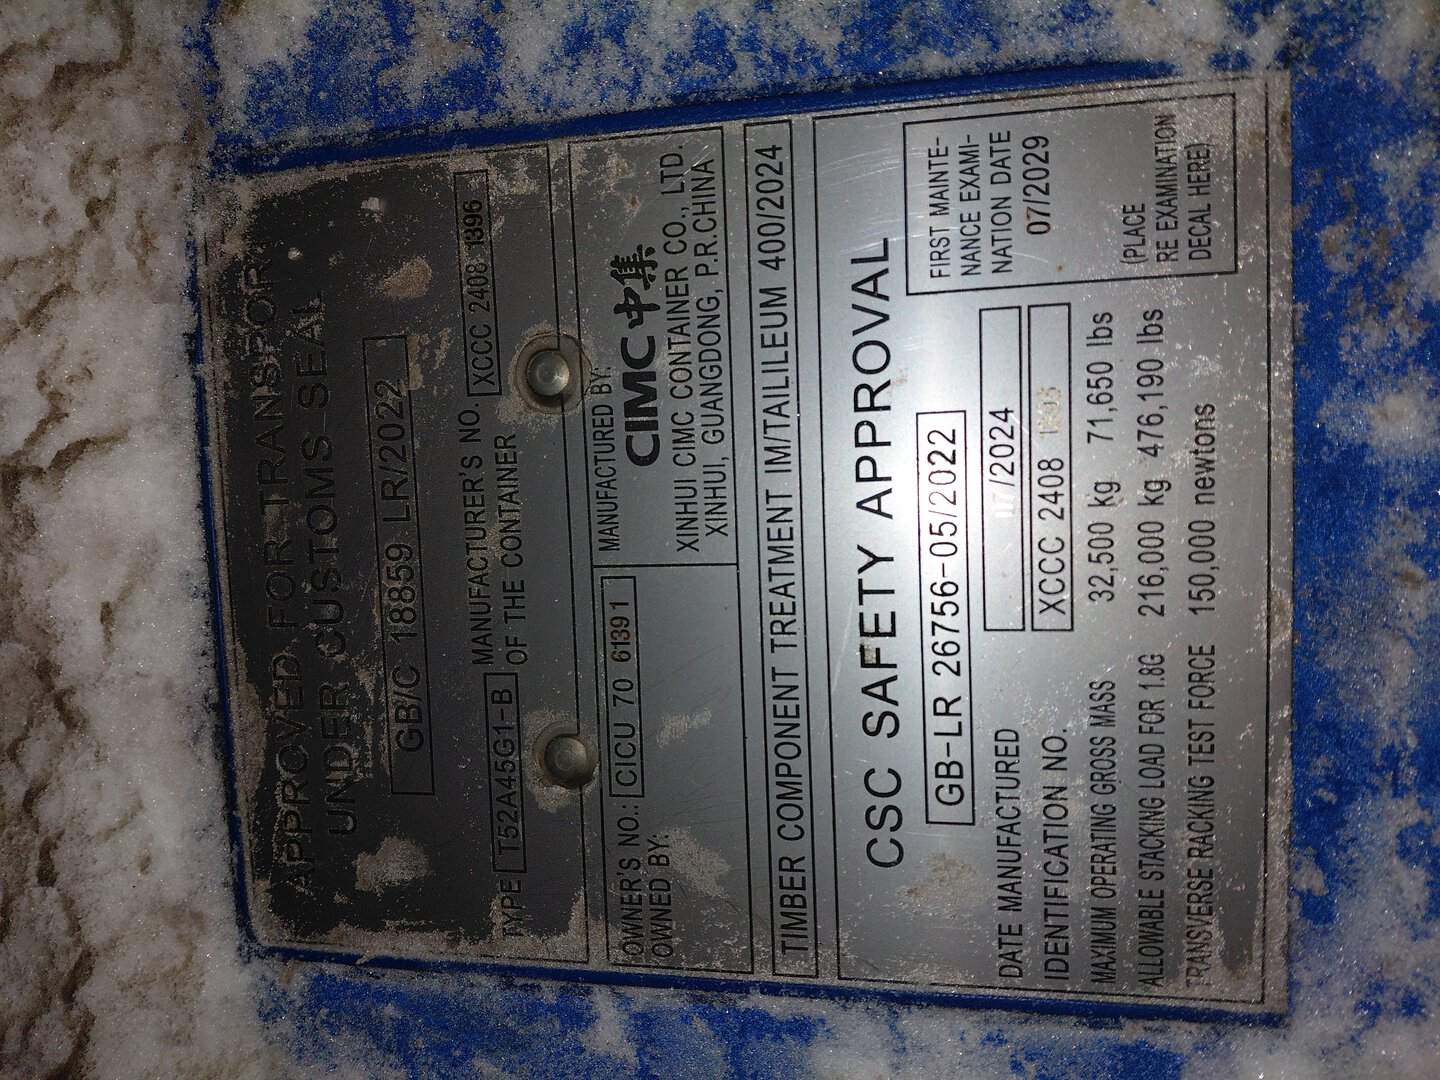 APPROVED FOR TRANSPORT
UNDER CUSTOMS SEAL
GB/C 18859 LR/2022
TYPE T52A45G1-B MANUFACTURER'S NO. OF THE CONTAINER XCCC 2408 1396
OWNER'S NO.: CICU 70 61391
OWNED BY:
MANUFACTURED BY:
CIMC 中集
XINHUI CIMC CONTAINER CO., LTD.
XINHUI, GUANGDONG, P.R.CHINA
TIMBER COMPONENT TREATMENT IM/TAILILEUM 400/2024
CSC SAFETY APPROVAL
GB-LR 26756-05/2022
DATE MANUFACTURED 07/2024
IDENTIFICATION NO. XCCC 2408
MAXIMUM OPERATING GROSS MASS 32,500 kg 71,650 lbs
ALLOWABLE STACKING LOAD FOR 1.8G 216,000 kg 476,190 lbs
TRANSVERSE RACKING TEST FORCE 150,000 newtons
FIRST MAINTE-
NANCE EXAMI-
NATION DATE
07/2029
(PLACE
RE EXAMINATION
DECAL HERE)